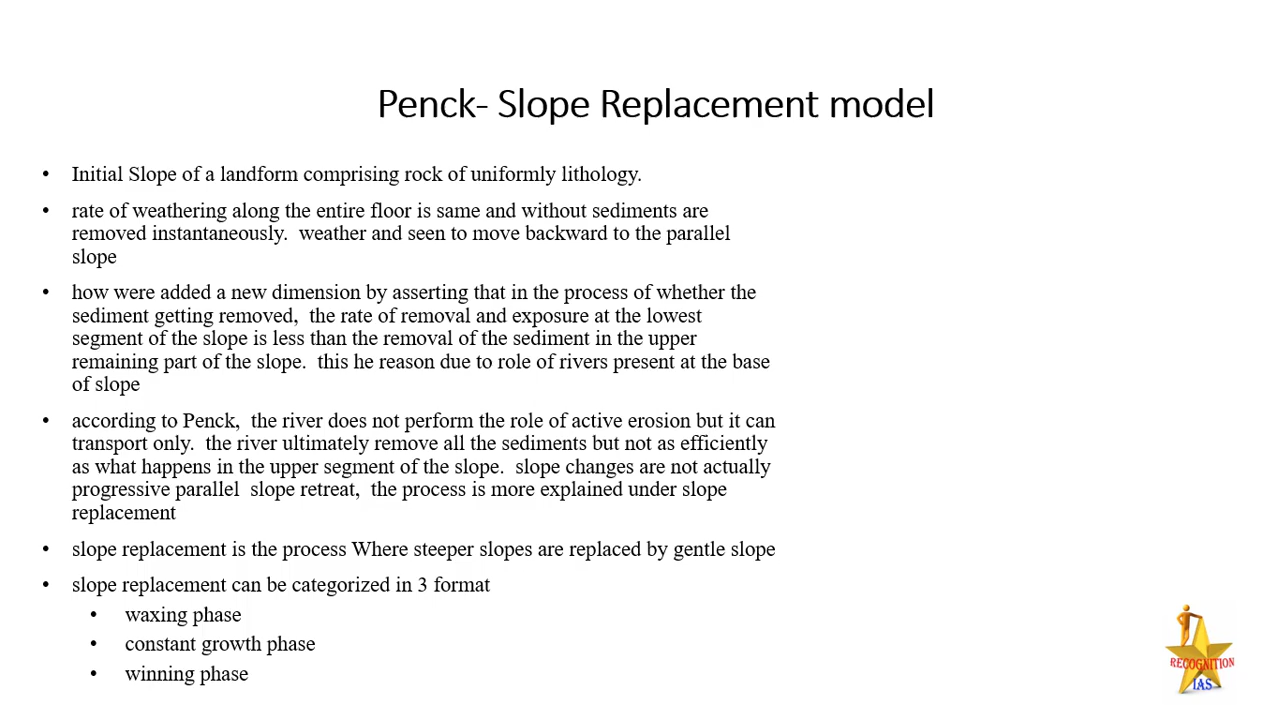 Penck- Slope Replacement model
• Initial Slope of a landform comprising rock of uniformly lithology.
• rate of weathering along the entire floor is same and without sediments are
removed instantaneously.  weather and seen to move backward to the parallel
slope
• how were added a new dimension by asserting that in the process of whether the
sediment getting removed,  the rate of removal and exposure at the lowest
segment of the slope is less than the removal of the sediment in the upper
remaining part of the slope.  this he reason due to role of rivers present at the base
of slope
• according to Penck,  the river does not perform the role of active erosion but it can
transport only.  the river ultimately remove all the sediments but not as efficiently
as what happens in the upper segment of the slope.  slope changes are not actually
progressive parallel  slope retreat,  the process is more explained under slope
replacement
• slope replacement is the process Where steeper slopes are replaced by gentle slope
• slope replacement can be categorized in 3 format
• waxing phase
• constant growth phase
• winning phase
RECOGNITION
IAS